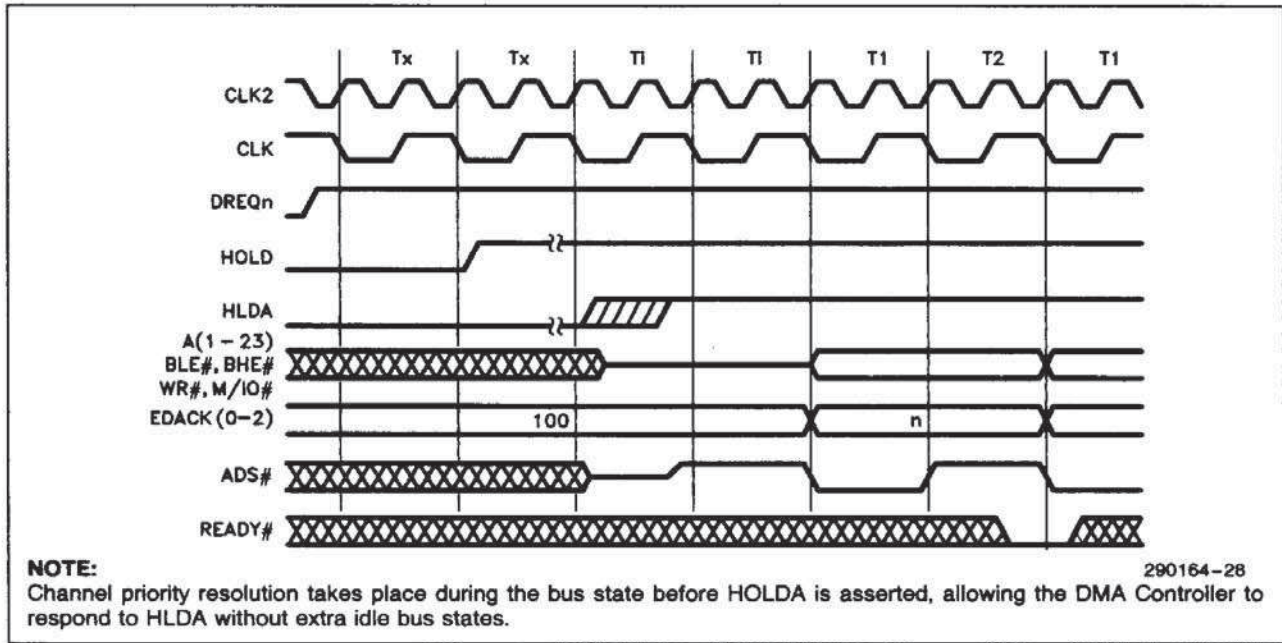 Tx Tx Ti Ti T1 T2 T1
CLK2
CLK
DREQn
HOLD
HLDA
A(1-23)
BLE#, BHE#
WR#, M/IO#
EDACK (0-2) 100 n
ADS#
READY#
NOTE:
290164-28
Channel priority resolution takes place during the bus state before HOLDA is asserted, allowing the DMA Controller to
respond to HLDA without extra idle bus states.